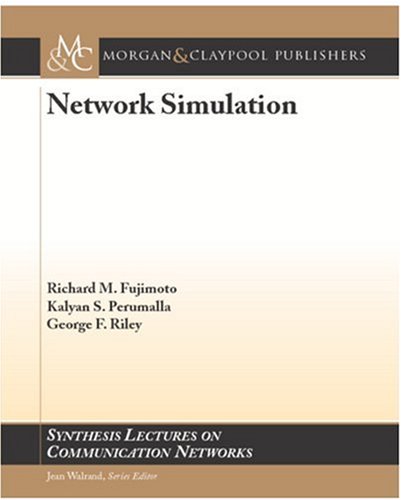 M
&C
MORGAN & CLAYPOOL PUBLISHERS
Network Simulation
Richard M. Fujimoto
Kalyan S. Perumalla
George F. Riley
SYNTHESIS LECTURES ON
COMMUNICATION NETWORKS
Jean Walrand, Series Editor